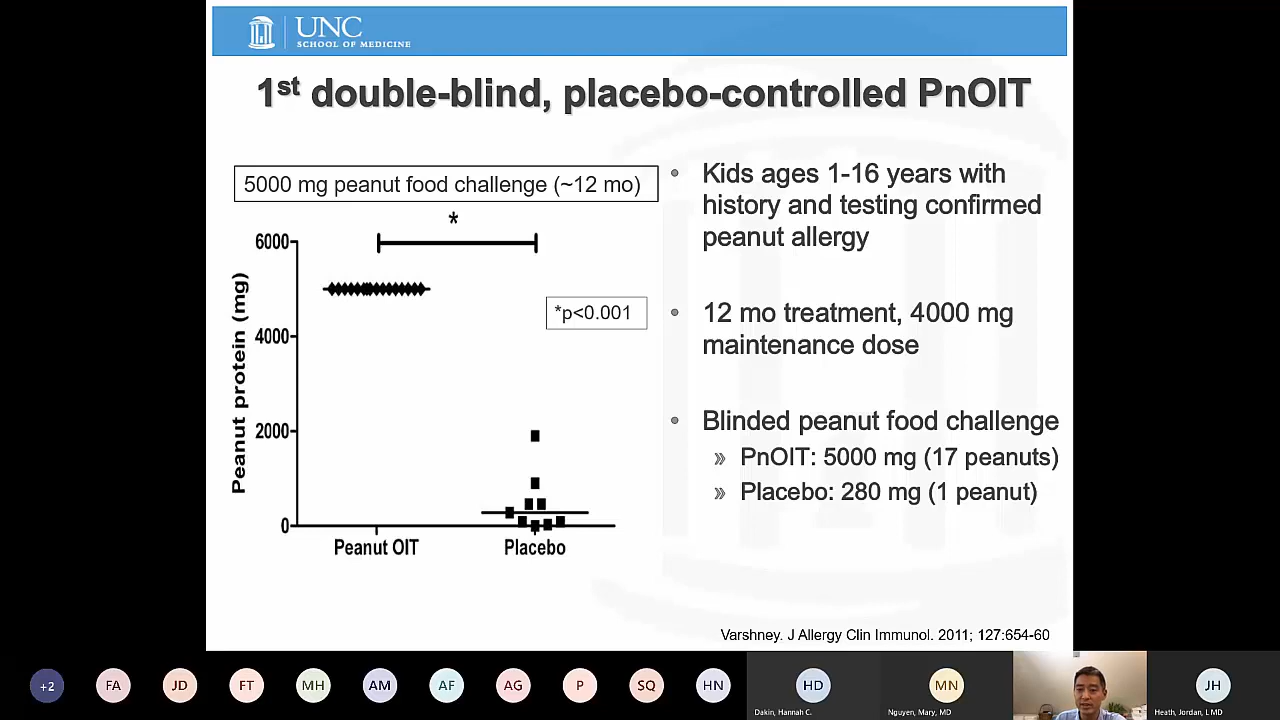 UNC
SCHOOL OF MEDICINE
1st double-blind, placebo-controlled PnOIT
5000 mg peanut food challenge (~12 mo)
*
6000
4000
2000
0
Peanut protein (mg)
*p<0.001
Peanut OIT
Placebo
• Kids ages 1-16 years with
history and testing confirmed
peanut allergy
• 12 mo treatment, 4000 mg
maintenance dose
• Blinded peanut food challenge
» PnOIT: 5000 mg (17 peanuts)
» Placebo: 280 mg (1 peanut)
Varshney. J Allergy Clin Immunol. 2011; 127:654-60
+2
FA
JD
FT
MH
AM
AF
AG
P
SQ
HN
HD
Dakin, Hannah C.
MN
Nguyen, Mary, MD
JH
Heath, Jordan, L MD